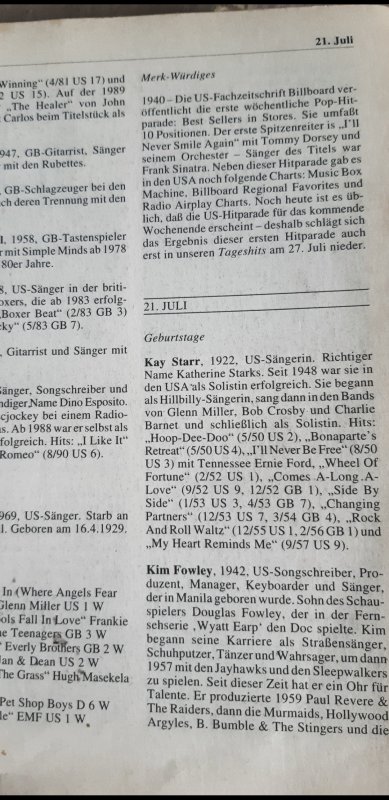 21. Juli
Winning“ (4/81 US 17) und
2 US 15). Auf der 1989
„The Healer“ von John
Carlos beim Titelstück als
947, GB-Gitarrist, Sänger
mit den Rubettes.
GB-Schlagzeuger bei den
ch deren Trennung mit den
l. 1958, GB-Tastenspieler
r mit Simple Minds ab 1978
80er Jahre.
8, US-Sänger in der briti-
oxers, die ab 1983 erfolg-
„Boxer Beat“ (2/83 GB 3)
cky“ (5/83 GB 7).
, Gitarrist und Sänger mit
Sänger, Songschreiber und
ndiger Name Dino Esposito.
scjockey bei einem Radio-
s. Ab 1988 war er selbst als
folgreich. Hits: „I Like It“
Romeo“ (8/90 US 6).
969, US-Sänger. Starb an
l. Geboren am 16.4.1929.
In (Where Angels Fear
Glenn Miller US 1 W
ools Fall In Love“ Frankie
he Teenagers GB 3 W
Everly Brothers GB 2 W
Jan & Dean US 2 W
The Grass“ Hugh Masekela
Pet Shop Boys D 6 W
le“ EMF US 1 W
Merk-Würdiges
1940 – Die US-Fachzeitschrift Billboard ver-
öffentlicht die erste wöchentliche Pop-Hit-
parade: Best Sellers in Stores. Sie umfaßt
10 Positionen. Der erste Spitzenreiter is „I’ll
Never Smile Again“ mit Tommy Dorsey und
seinem Orchester – Sänger des Titels war
Frank Sinatra. Neben dieser Hitparade gab es
in den USA noch folgende Charts: Music Box
Machine, Billboard Regional Favorites und
Radio Airplay Charts. Noch heute ist es üb-
lich, daß die US-Hitparade für das kommende
Wochenende erscheint – deshalb schlägt sich
das Ergebnis dieser ersten Hitparade auch
erst in unseren Tageshits am 27. Juli nieder.
21. JULI
Geburtstage
Kay Starr, 1922, US-Sängerin. Richtiger
Name Katherine Starks. Seit 1948 war sie in
den USA als Solistin erfolgreich. Sie begann
als Hillbilly-Sängerin, sang dann in den Bands
von Glenn Miller, Bob Crosby und Charlie
Barnet und schließlich als Solistin. Hits:
„Hoop-Dee-Doo“ (5/50 US 2), „Bonaparte’s
Retreat“ (5/50 US 4), „I’ll Never Be Free“ (8/50
US 3) mit Tennessee Ernie Ford, „Wheel Of
Fortune“ (2/52 US 1), „Comes A-Long A-
Love“ (9/52 US 9, 12/52 GB 1), „Side By
Side“ (1/53 US 3, 4/53 GB 7), „Changing
Partners“ (12/53 US 7, 3/54 GB 4), „Rock
And Roll Waltz“ (12/55 US 1, 2/56 GB 1) und
„My Heart Reminds Me“ (9/57 US 9).
Kim Fowley, 1942, US-Songschreiber, Pro-
duzent, Manager, Keyboarder und Sänger,
der in Manila geboren wurde. Sohn des Schau-
spielers Douglas Fowley, der in der Fern-
sehserie ‚Wyatt Earp‘ den Doc spielte. Kim
begann seine Karriere als Straßensänger,
Schuhputzer, Tänzer und Wahrsager, um dann
1957 mit den Jayhawks und den Sleepwalkers
zu spielen. Seit dieser Zeit hat er ein Ohr für
Talente. Er produzierte 1959 Paul Revere &
The Raiders, dann die Murmaids, Hollywood
Argyles, B. Bumble & The Stingers und die